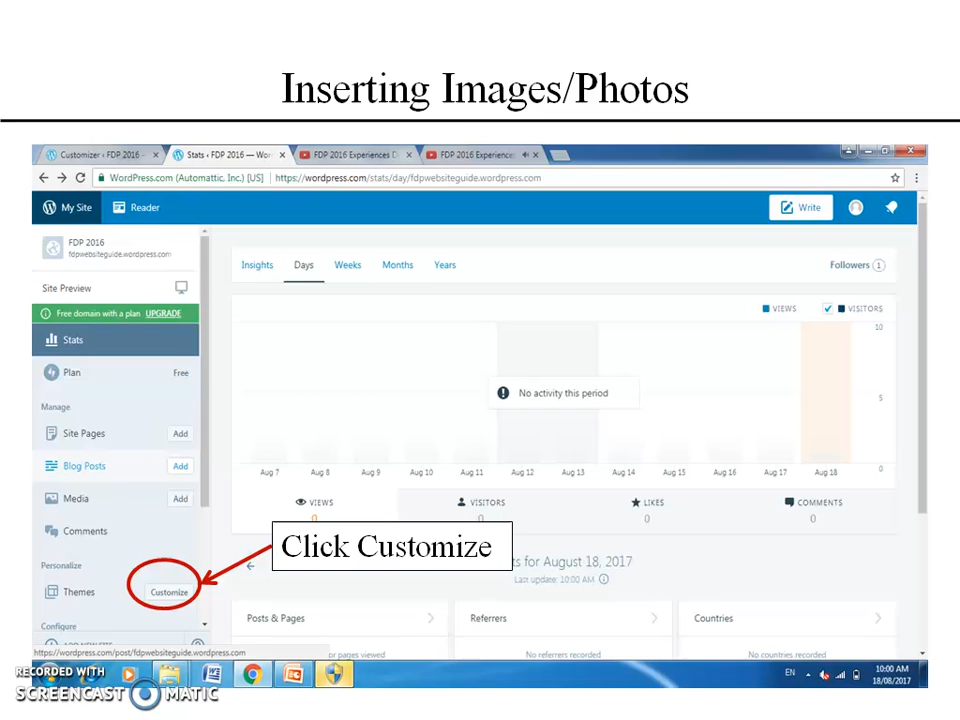 Inserting Images/Photos
Customizer ‹ FDP 2016 -
Stats ‹ FDP 2016 — Wor
FDP 2016 Experiences D
FDP 2016 Experience
WordPress.com (Automattic, Inc.) [US] https://wordpress.com/stats/day/fdpwebsiteguide.wordpress.com
My Site Reader Write
FDP 2016
fdpwebsiteguide.wordpress.com
Site Preview
Free domain with a plan UPGRADE
Stats
Plan Free
Manage
Site Pages Add
Blog Posts Add
Media Add
Comments
Personalize
Themes Customize
Configure
Insights Days Weeks Months Years Followers 1
VIEWS VISITORS
10
5
0
No activity this period
Aug 7 Aug 8 Aug 9 Aug 10 Aug 11 Aug 12 Aug 13 Aug 14 Aug 15 Aug 16 Aug 17 Aug 18
VIEWS VISITORS LIKES COMMENTS
0 0 0 0
Click Customize
ts for August 18, 2017
Last update: 10:00 AM
Posts & Pages Referrers Countries
or pages viewed No referrers recorded No countries recorded
https://wordpress.com/post/fdpwebsiteguide.wordpress.com
EN 10:00 AM
18/08/2017
RECORDED WITH
SCREENCAST MATIC